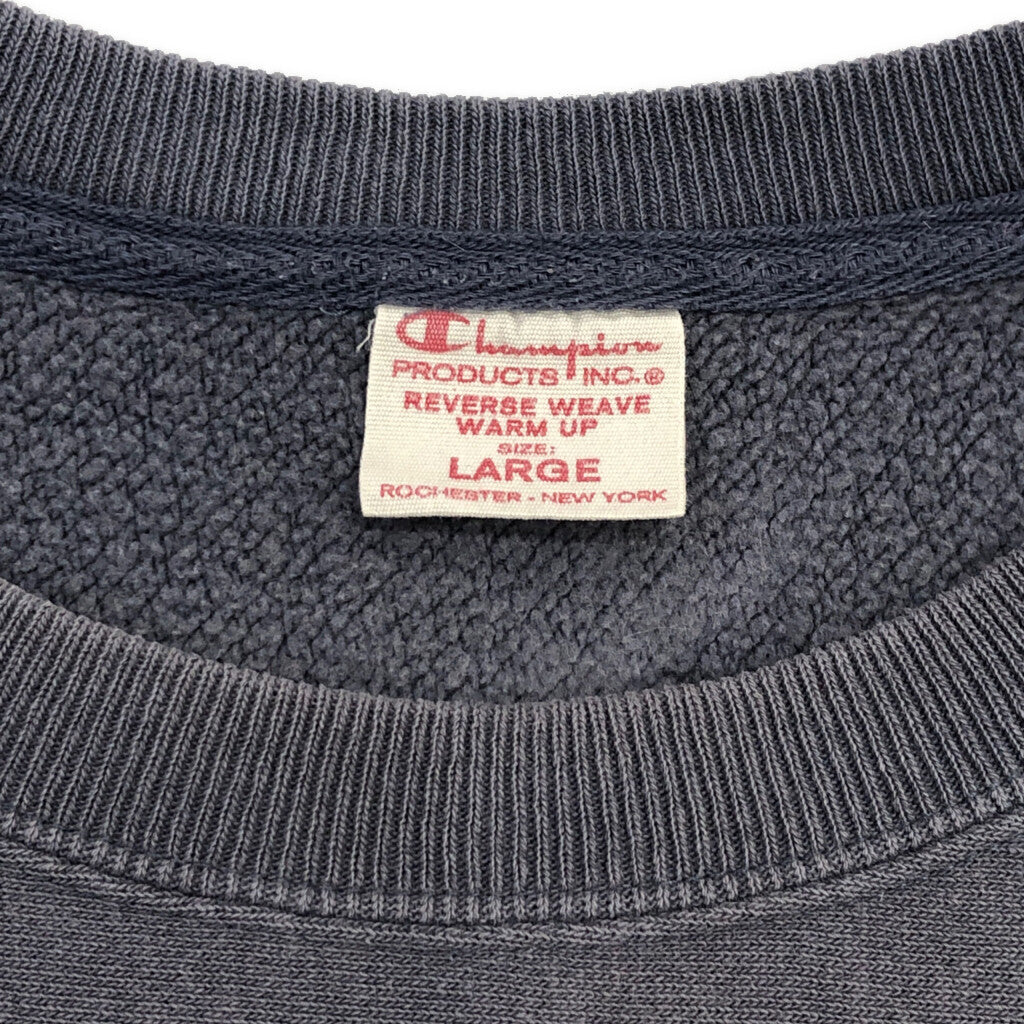 Champion
PRODUCTS INC.®
REVERSE WEAVE
WARM UP
SIZE:
LARGE
ROCHESTER - NEW YORK